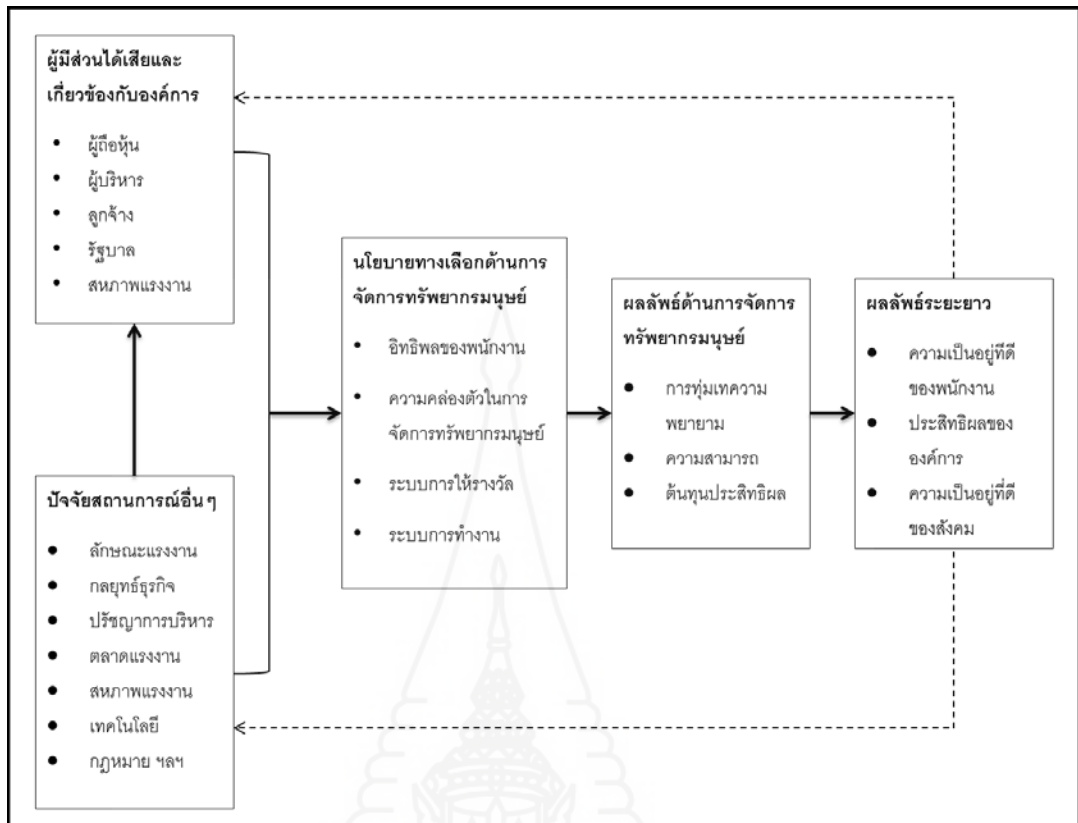 ผู้มีส่วนได้เสียและ
เกี่ยวข้องกับองค์การ
• ผู้ถือหุ้น
• ผู้บริหาร
• ลูกจ้าง
• รัฐบาล
• สหภาพแรงงาน
ปัจจัยสถานการณ์อื่นๆ
● ลักษณะแรงงาน
● กลยุทธ์ธุรกิจ
● ปรัชญาการบริหาร
● ตลาดแรงงาน
● สหภาพแรงงาน
● เทคโนโลยี
● กฎหมาย ฯลฯ
นโยบายทางเลือกด้านการ
จัดการทรัพยากรมนุษย์
• อิทธิพลของพนักงาน
• ความคล่องตัวในการ
จัดการทรัพยากรมนุษย์
• ระบบการให้รางวัล
• ระบบการทำงาน
ผลลัพธ์ด้านการจัดการ
ทรัพยากรมนุษย์
● การทุ่มเทความ
พยายาม
● ความสามารถ
● ต้นทุนประสิทธิผล
ผลลัพธ์ระยะยาว
● ความเป็นอยู่ที่ดี
ของพนักงาน
● ประสิทธิผลของ
องค์การ
● ความเป็นอยู่ที่ดี
ของสังคม